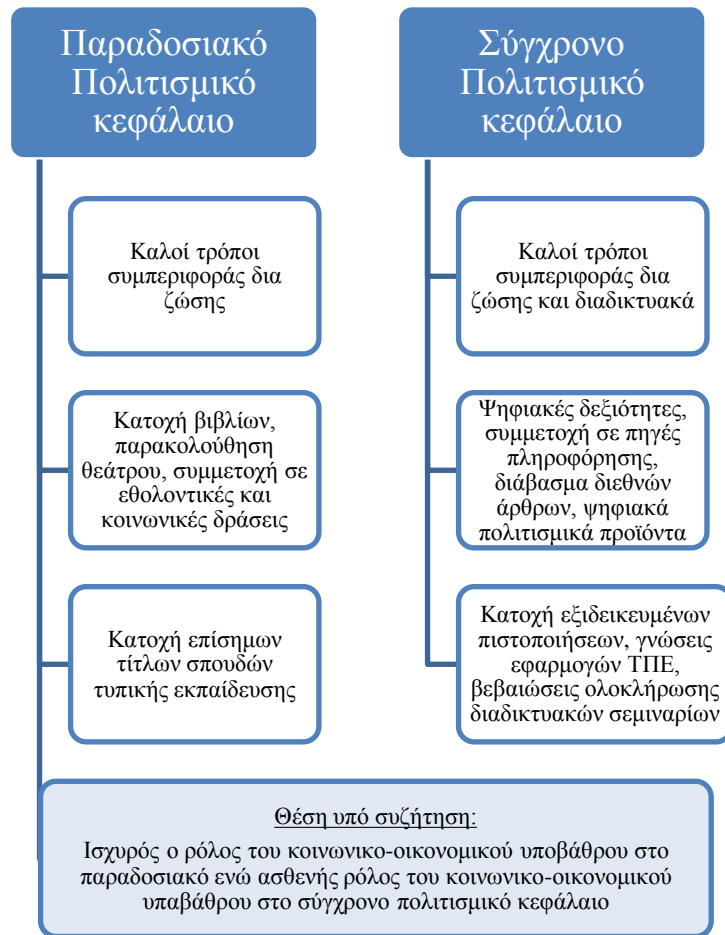 Παραδοσιακό
Πολιτισμικό
κεφάλαιο
Καλοί τρόποι
συμπεριφοράς δια
ζώσης
Κατοχή βιβλίων,
παρακολούθηση
θεάτρου, συμμετοχή σε
εθολοντικές και
κοινωνικές δράσεις
Κατοχή επίσημων
τίτλων σπουδών
τυπικής εκπαίδευσης
Σύγχρονο
Πολιτισμικό
κεφάλαιο
Καλοί τρόποι
συμπεριφοράς δια
ζώσης και διαδικτυακά
Ψηφιακές δεξιότητες,
συμμετοχή σε πηγές
πληροφόρησης,
διάβασμα διεθνών
άρθρων, ψηφιακά
πολιτισμικά προϊόντα
Κατοχή εξιδεικευμένων
πιστοποιήσεων, γνώσεις
εφαρμογών ΤΠΕ,
βεβαιώσεις ολοκλήρωσης
διαδικτυακών σεμιναρίων
Θέση υπό συζήτηση:
Ισχυρός ο ρόλος του κοινωνικο-οικονομικού υποβάθρου στο
παραδοσιακό ενώ ασθενής ρόλος του κοινωνικο-οικονομικού
υπαβάθρου στο σύγχρονο πολιτισμικό κεφάλαιο